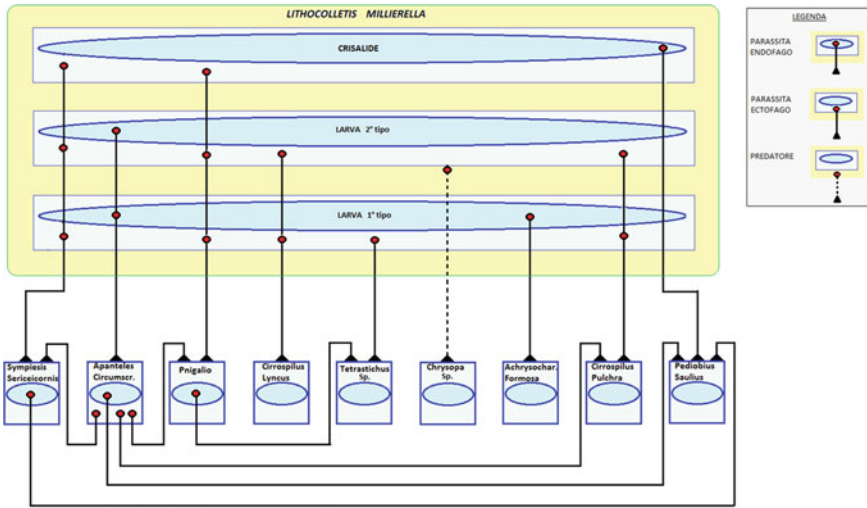 LITHOCOLLETIS MILLIERELLA
CRISALIDE
LARVA 2° tipo
LARVA 1° tipo
Sympiesis
Sericeicornis
Apanteles
Circumscr.
Pnigalio
Cirrospilus
Lyncus
Tetrastichus
Sp.
Chrysopa
Sp.
Achrysochar.
Formosa
Cirrospilus
Pulchra
Pediobius
Saulius
LEGENDA
PARASSITA
ENDOFAGO
PARASSITA
ECTOFAGO
PREDATORE